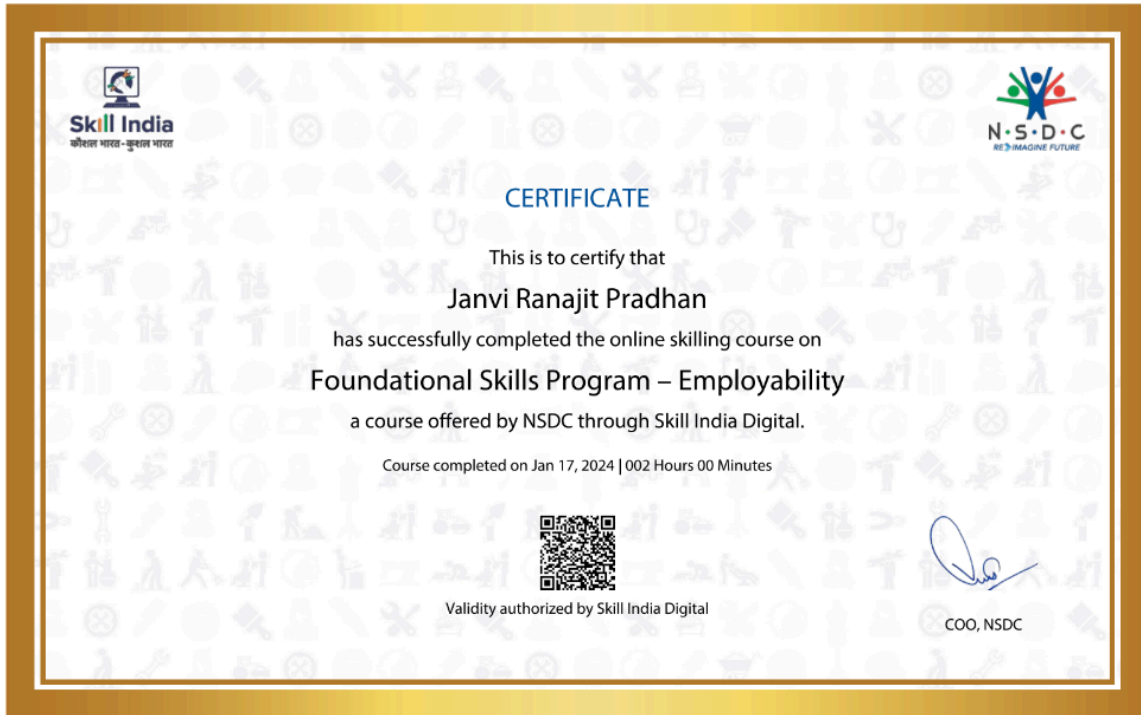 Skill India
कौशल भारत-कुशल भारत
N·S·D·C
RE IMAGINE FUTURE
CERTIFICATE
This is to certify that
Janvi Ranajit Pradhan
has successfully completed the online skilling course on
Foundational Skills Program – Employability
a course offered by NSDC through Skill India Digital.
Course completed on Jan 17, 2024 | 002 Hours 00 Minutes
Validity authorized by Skill India Digital
COO, NSDC